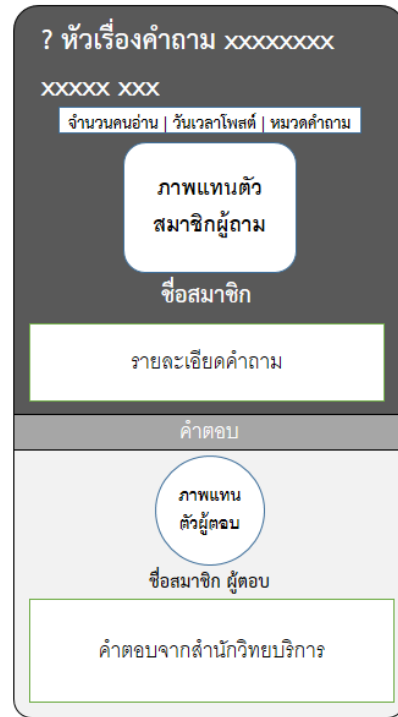 ? หัวเรื่องคำถาม xxxxxxxx
xxxxx xxx
จำนวนคนอ่าน | วันเวลาโพสต์ | หมวดคำถาม
ภาพแทนตัว
สมาชิกผู้ถาม
ชื่อสมาชิก
รายละเอียดคำถาม
คำตอบ
ภาพแทน
ตัวผู้ตอบ
ชื่อสมาชิก ผู้ตอบ
คำตอบจากสำนักวิทยบริการ